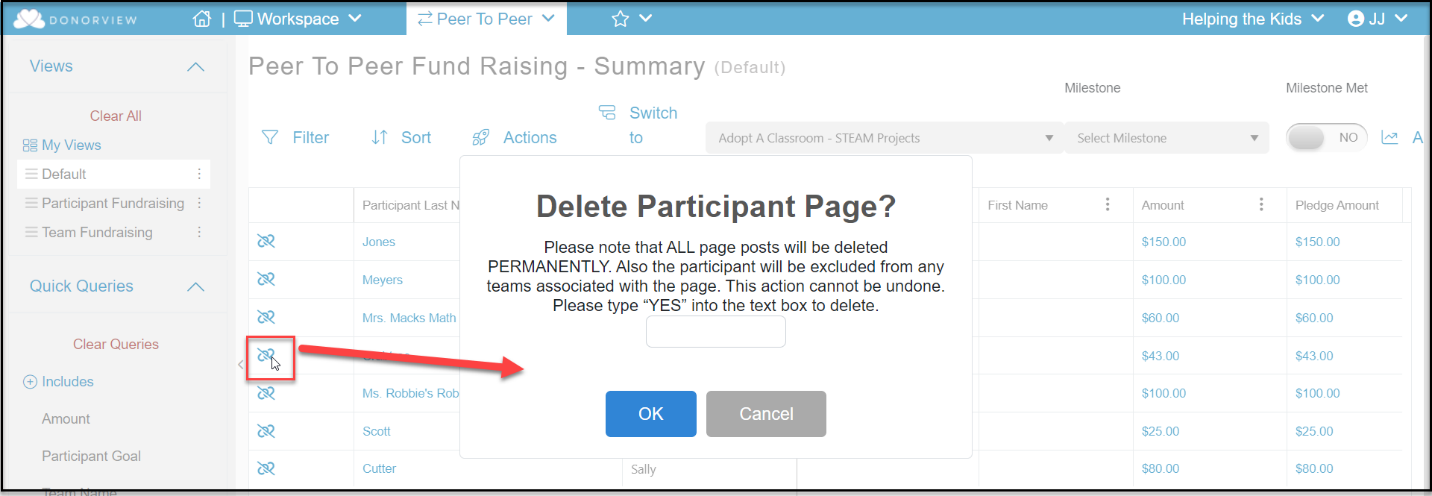 DONORVIEW | Workspace Peer To Peer Helping the Kids JJ
Views
Clear All
My Views
Default
Participant Fundraising
Team Fundraising
Quick Queries
Clear Queries
Includes
Amount
Participant Goal
Team Name
Peer To Peer Fund Raising - Summary (Default)
Milestone Milestone Met
Filter Sort Actions Switch to Adopt A Classroom - STEAM Projects Select Milestone NO A
Participant Last N First Name Amount Pledge Amount
Jones $150.00 $150.00
Meyers $100.00 $100.00
Mrs. Macks Math $60.00 $60.00
$43.00 $43.00
Ms. Robbie's Rob $100.00 $100.00
Scott $25.00 $25.00
Cutter Sally $80.00 $80.00
Delete Participant Page?
Please note that ALL page posts will be deleted
PERMANENTLY. Also the participant will be excluded from any
teams associated with the page. This action cannot be undone.
Please type “YES” into the text box to delete.
OK Cancel